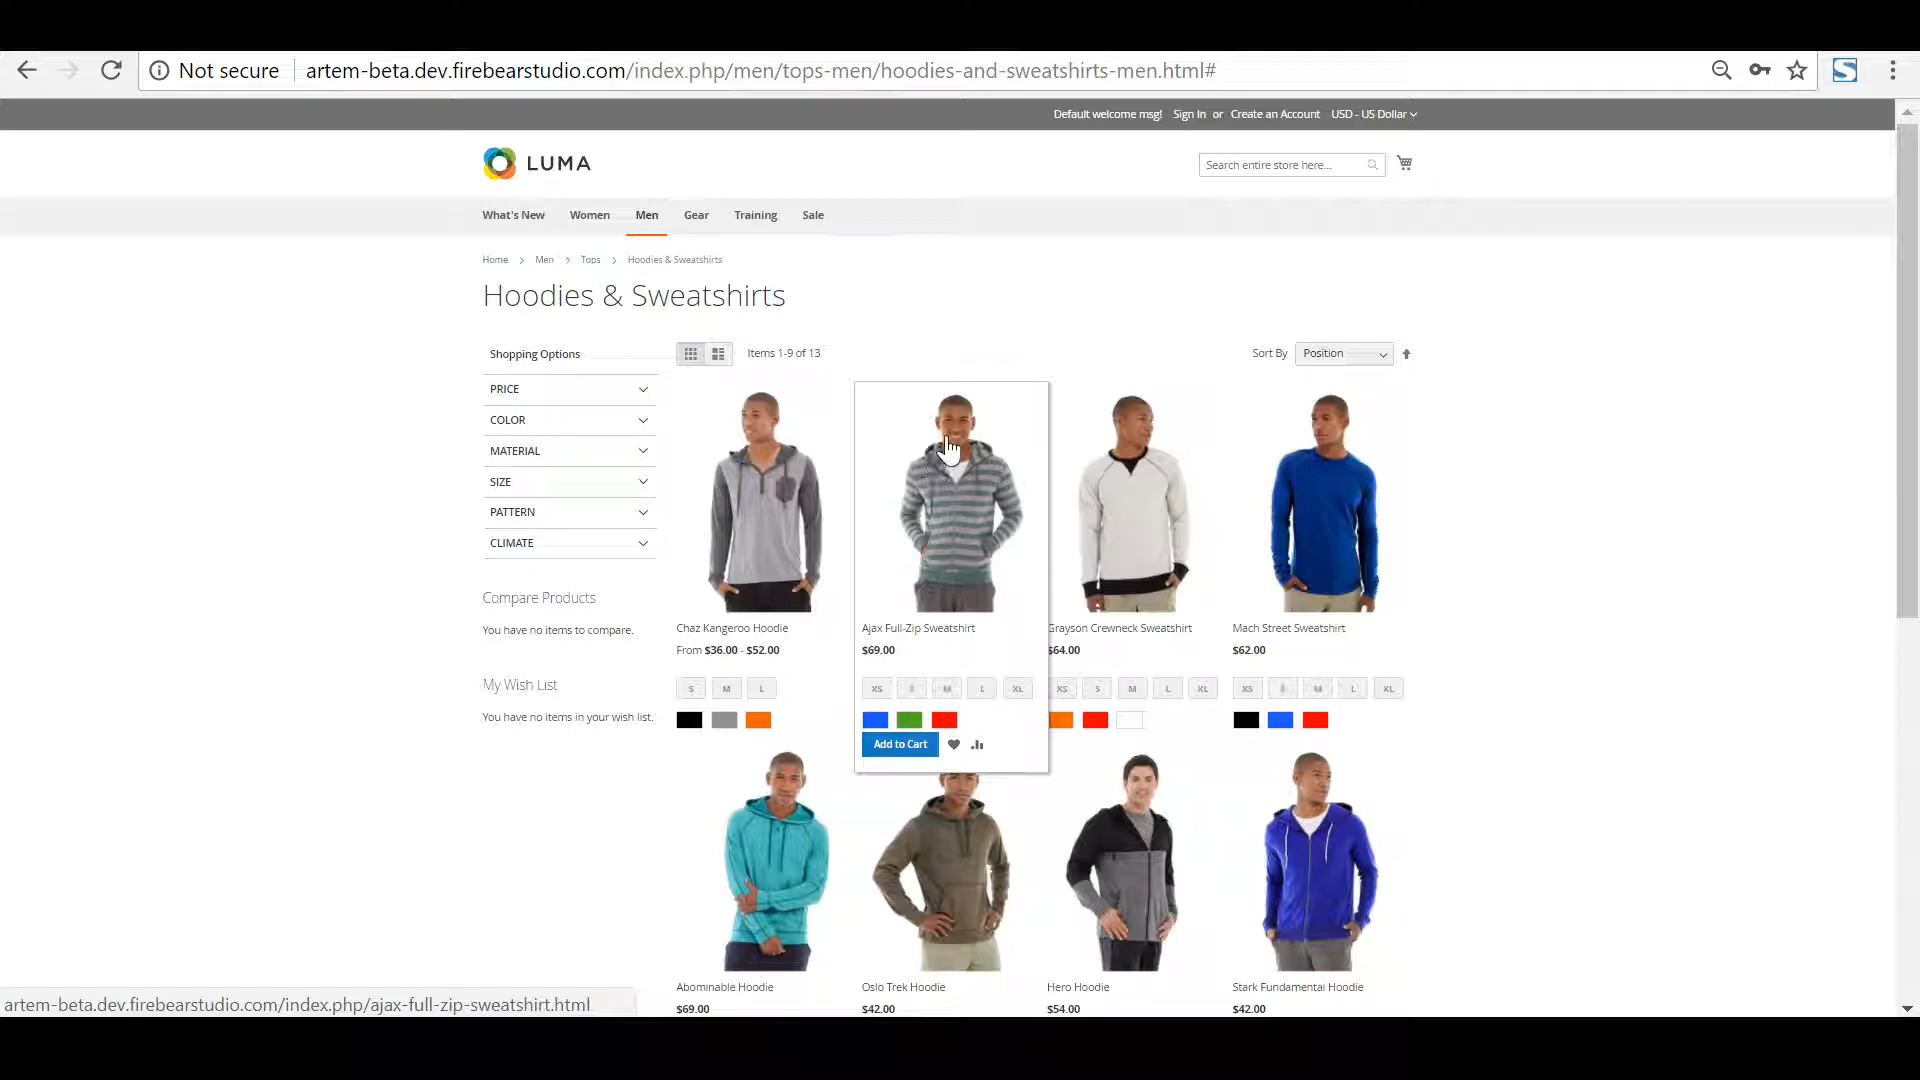 Not secure
artem-beta.dev.firebearstudio.com/index.php/men/tops-men/hoodies-and-sweatshirts-men.html#
Default welcome msg! Sign In or Create an Account USD - US Dollar
LUMA
Search entire store here...
What's New Women Men Gear Training Sale
Home > Men > Tops > Hoodies & Sweatshirts
Hoodies & Sweatshirts
Shopping Options
Items 1-9 of 13
Sort By Position
PRICE
COLOR
MATERIAL
SIZE
PATTERN
CLIMATE
Compare Products
You have no items to compare.
My Wish List
You have no items in your wish list.
Chaz Kangeroo Hoodie
From $36.00 - $52.00
S M L
Ajax Full-Zip Sweatshirt
$69.00
XS S M L XL
Add to Cart
Grayson Crewneck Sweatshirt
$64.00
XS S M L XL
Mach Street Sweatshirt
$62.00
XS S M L XL
Abominable Hoodie
$69.00
Oslo Trek Hoodie
$42.00
Hero Hoodie
$54.00
Stark Fundamental Hoodie
$42.00
artem-beta.dev.firebearstudio.com/index.php/ajax-full-zip-sweatshirt.html